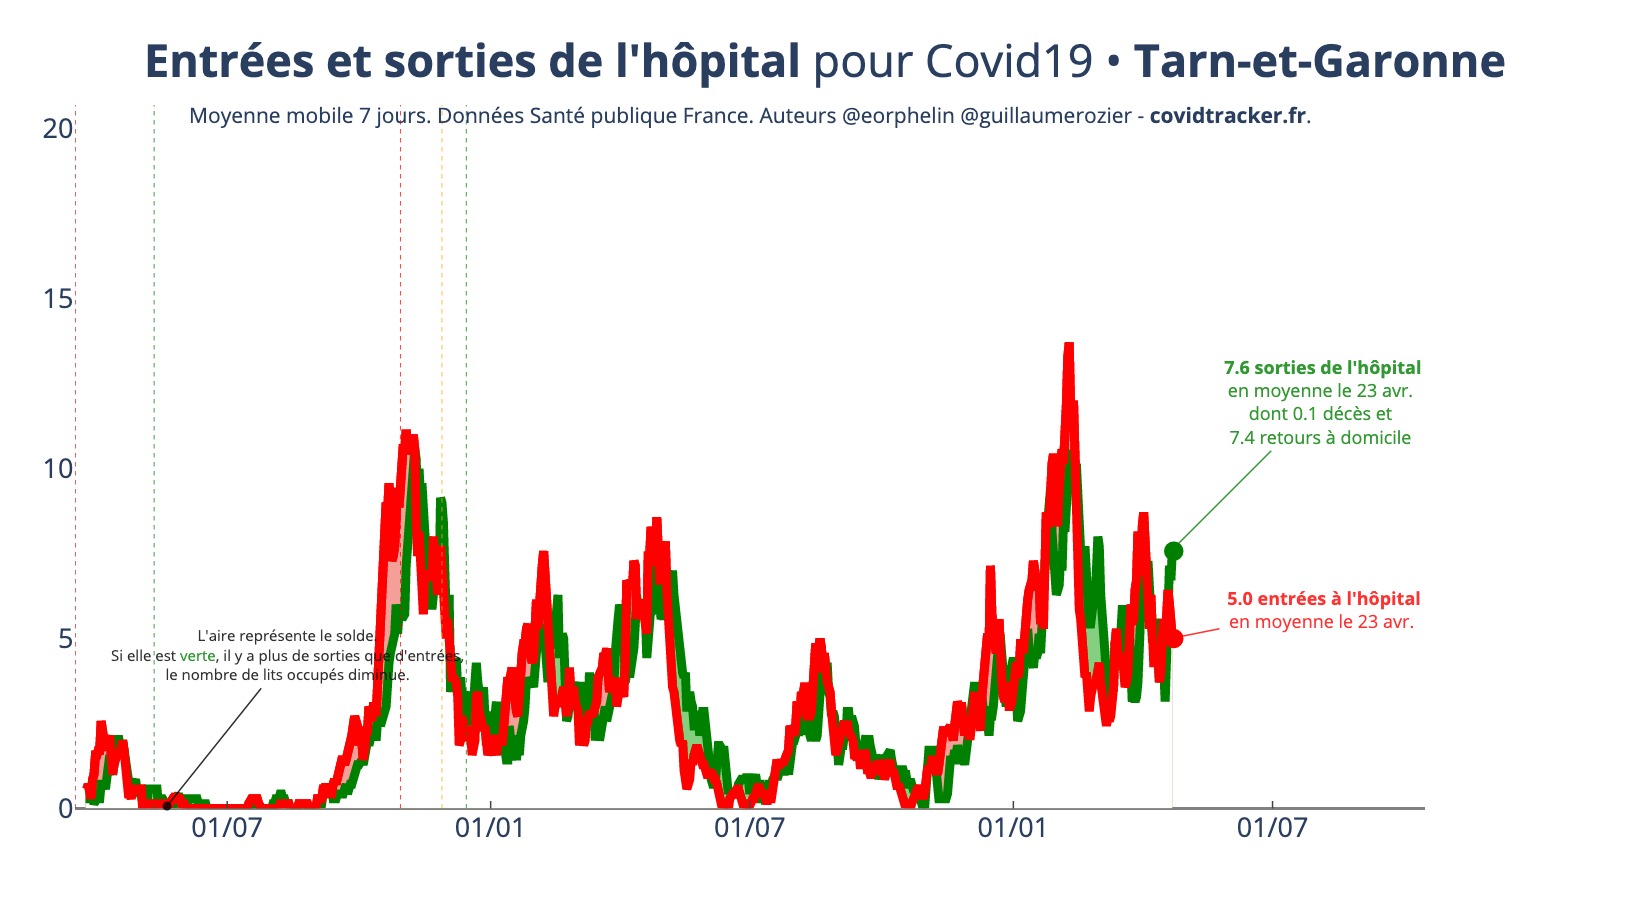 Entrées et sorties de l'hôpital pour Covid19 • Tarn-et-Garonne
Moyenne mobile 7 jours. Données Santé publique France. Auteurs @eorphelin @guillaumerozier - covidtracker.fr.
20
15
10
5
0
7.6 sorties de l'hôpital
en moyenne le 23 avr.
dont 0.1 décès et
7.4 retours à domicile
5.0 entrées à l'hôpital
en moyenne le 23 avr.
L'aire représente le solde.
Si elle est verte, il y a plus de sorties que d'entrées,
le nombre de lits occupés diminue.
01/07
01/01
01/07
01/01
01/07